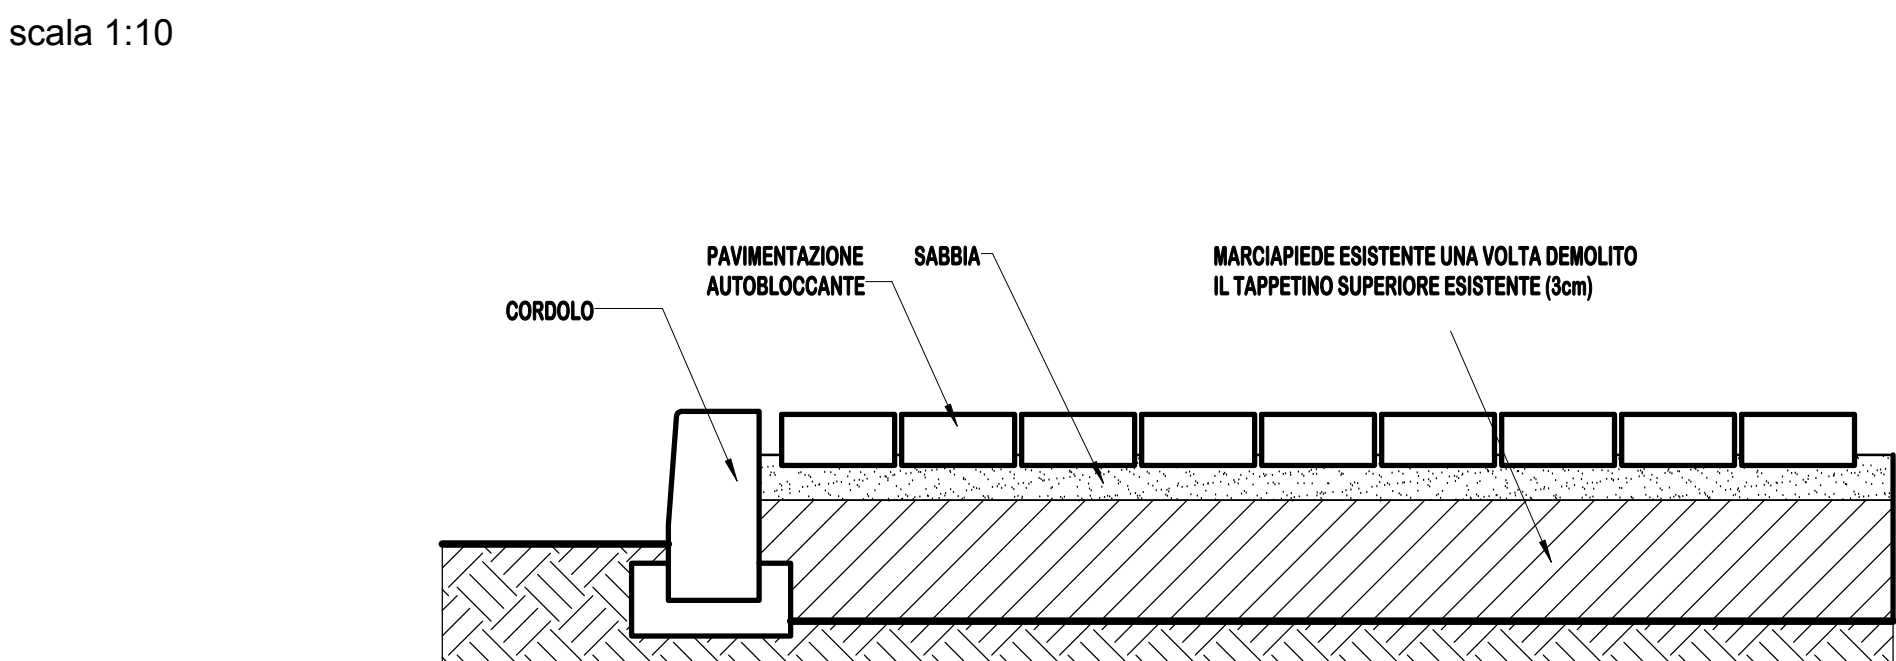 scala 1:10
PAVIMENTAZIONE
AUTOBLOCCANTE
SABBIA
MARCIAPIEDE ESISTENTE UNA VOLTA DEMOLITO
IL TAPPETINO SUPERIORE ESISTENTE (3cm)
CORDOLO